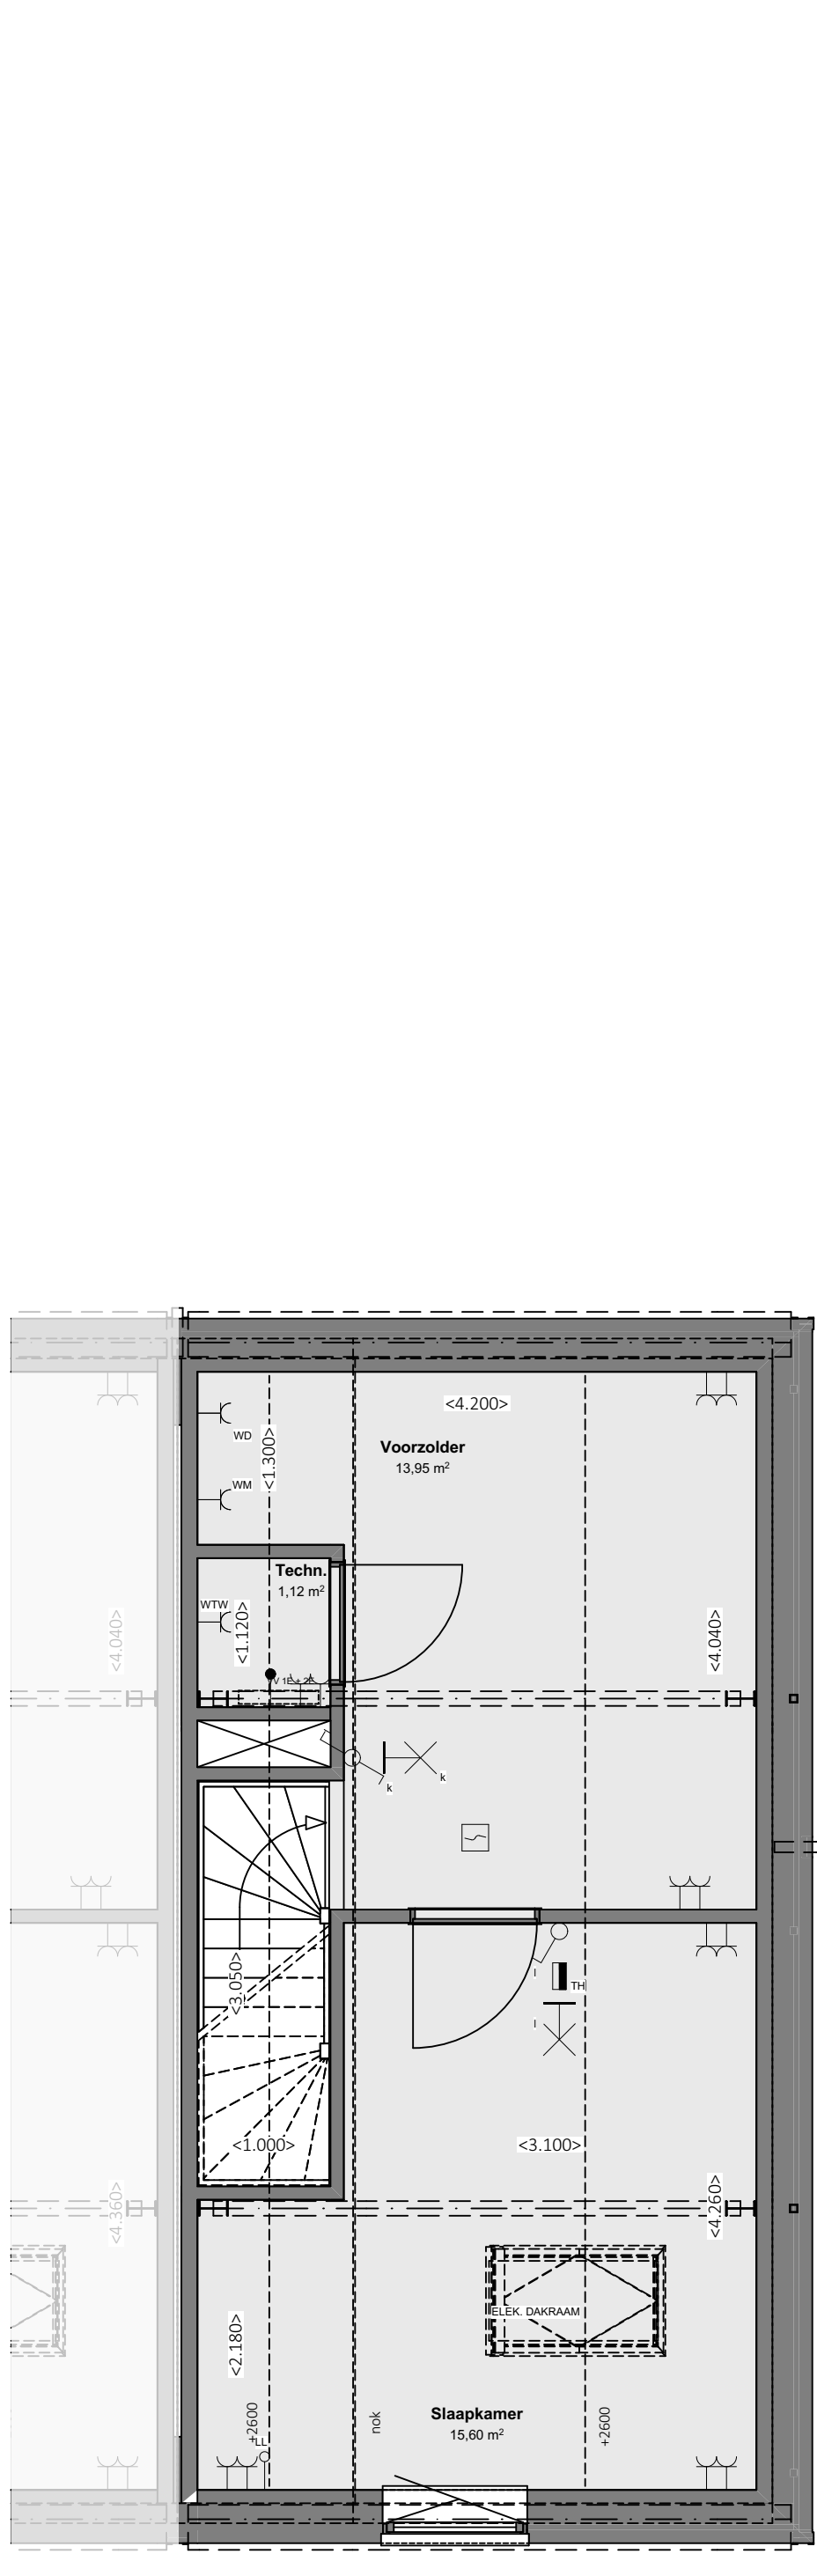 <4.200>
Voorzolder
13,95 m²
WD
<1.300>
WM
Techn.
1,12 m²
WTW
<1.120>
<4.040>
<4.040>
k
k
<3.050>
TH
<1.000>
<3.100>
<4.360>
<4.260>
ELEK. DAKRAAM
<2.180>
Slaapkamer
15,60 m²
+2600
nok
+2600
LL